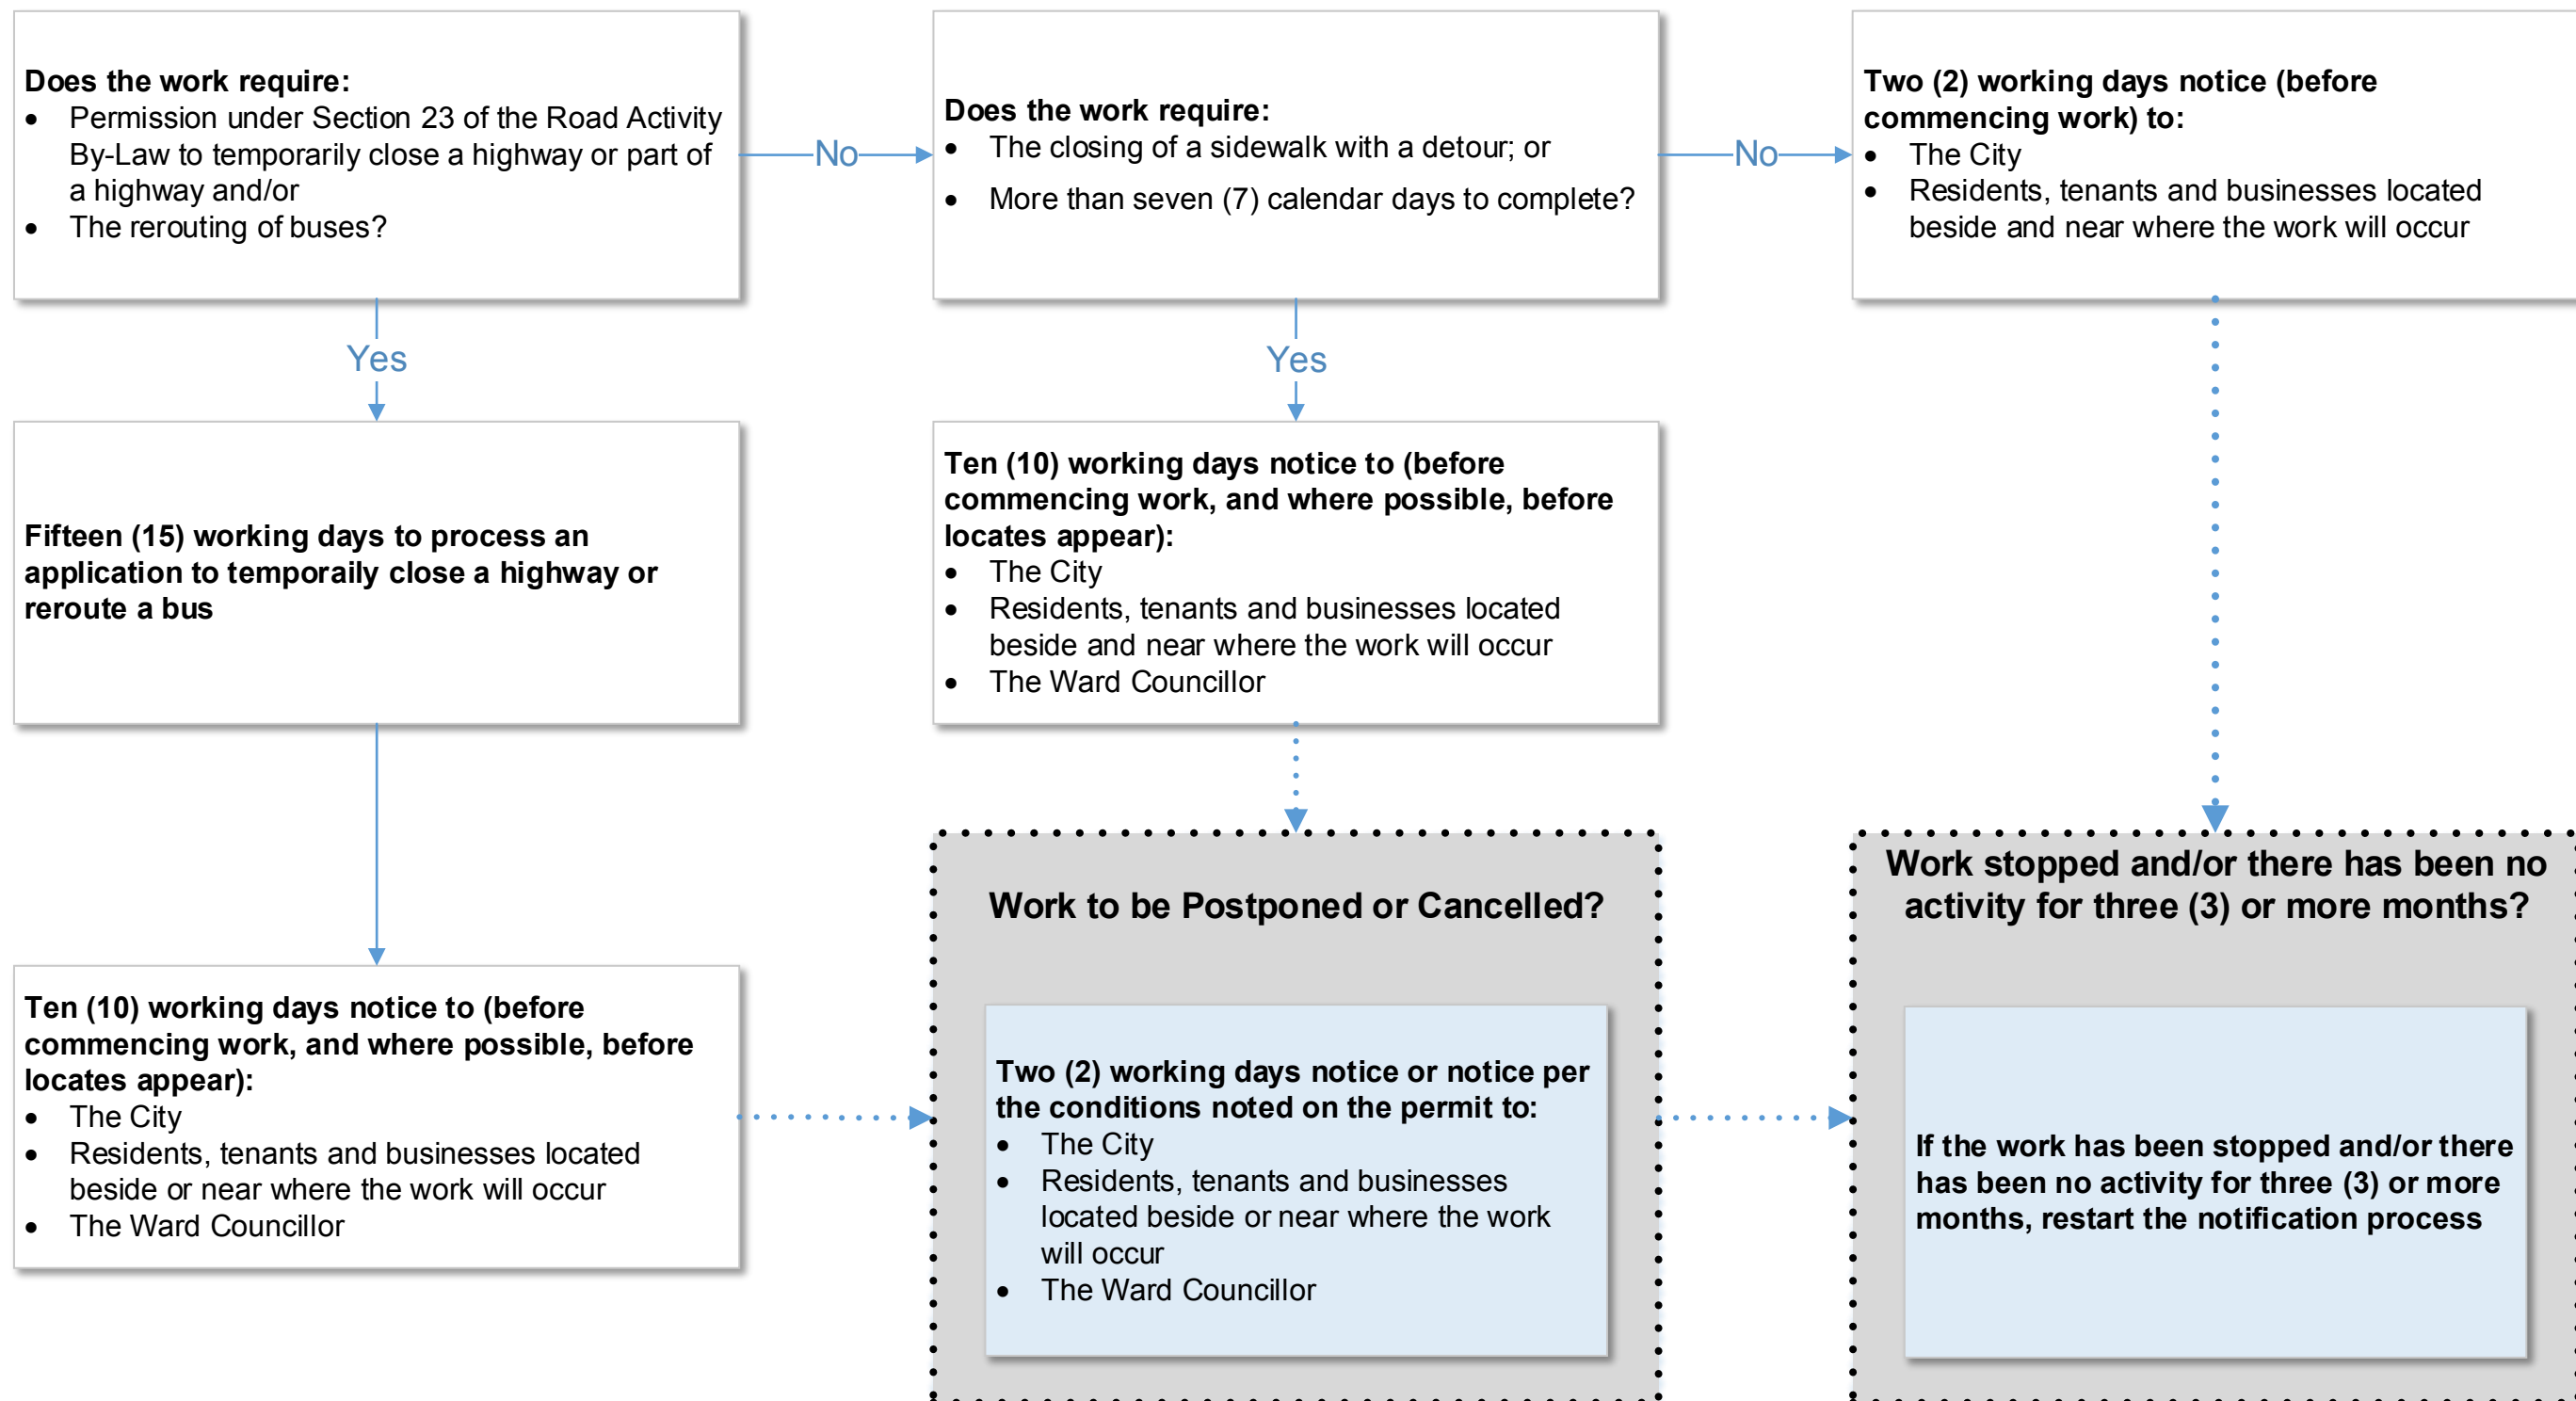 Does the work require:
• Permission under Section 23 of the Road Activity
By-Law to temporarily close a highway or part of
a highway and/or
• The rerouting of buses?
No
Does the work require:
• The closing of a sidewalk with a detour; or
• More than seven (7) calendar days to complete?
No
Two (2) working days notice (before
commencing work) to:
• The City
• Residents, tenants and businesses located
beside and near where the work will occur
Yes
Yes
Fifteen (15) working days to process an
application to temporaily close a highway or
reroute a bus
Ten (10) working days notice to (before
commencing work, and where possible, before
locates appear):
• The City
• Residents, tenants and businesses located
beside and near where the work will occur
• The Ward Councillor
Ten (10) working days notice to (before
commencing work, and where possible, before
locates appear):
• The City
• Residents, tenants and businesses located
beside or near where the work will occur
• The Ward Councillor
Work to be Postponed or Cancelled?
Two (2) working days notice or notice per
the conditions noted on the permit to:
• The City
• Residents, tenants and businesses
located beside or near where the work
will occur
• The Ward Councillor
Work stopped and/or there has been no
activity for three (3) or more months?
If the work has been stopped and/or there
has been no activity for three (3) or more
months, restart the notification process